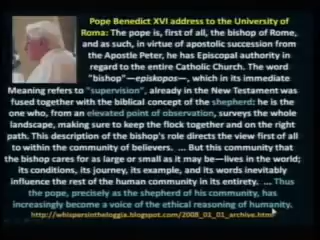 Pope Benedict XVI address to the University of
Rome: The pope is, first of all, the bishop of Rome,
and as such, in virtue of apostolic succession from
the Apostle Peter, he has Episcopal authority in
regard to the entire Catholic Church. The word
"bishop"—episkopos—, which in its immediate
Meaning refers to "supervision", already in the New Testament was
fused together with the biblical concept of the shepherd: he is the
one who, from an elevated point of observation, surveys the whole
landscape, making sure to keep the flock together and on the right
path. This description of the bishop's role directs the view first of all
to within the community of believers. ... But this community that
the bishop cares for as large or small as it may be—lives in the world;
its conditions, its journey, its example, and its words inevitably
influence the rest of the human community in its entirety. ... Thus
the pope, precisely as the shepherd of his community, has
increasingly become a voice of the ethical reasoning of humanity.
http://whispersintheloggia.blogspot.com/2008_01_01_archive.html